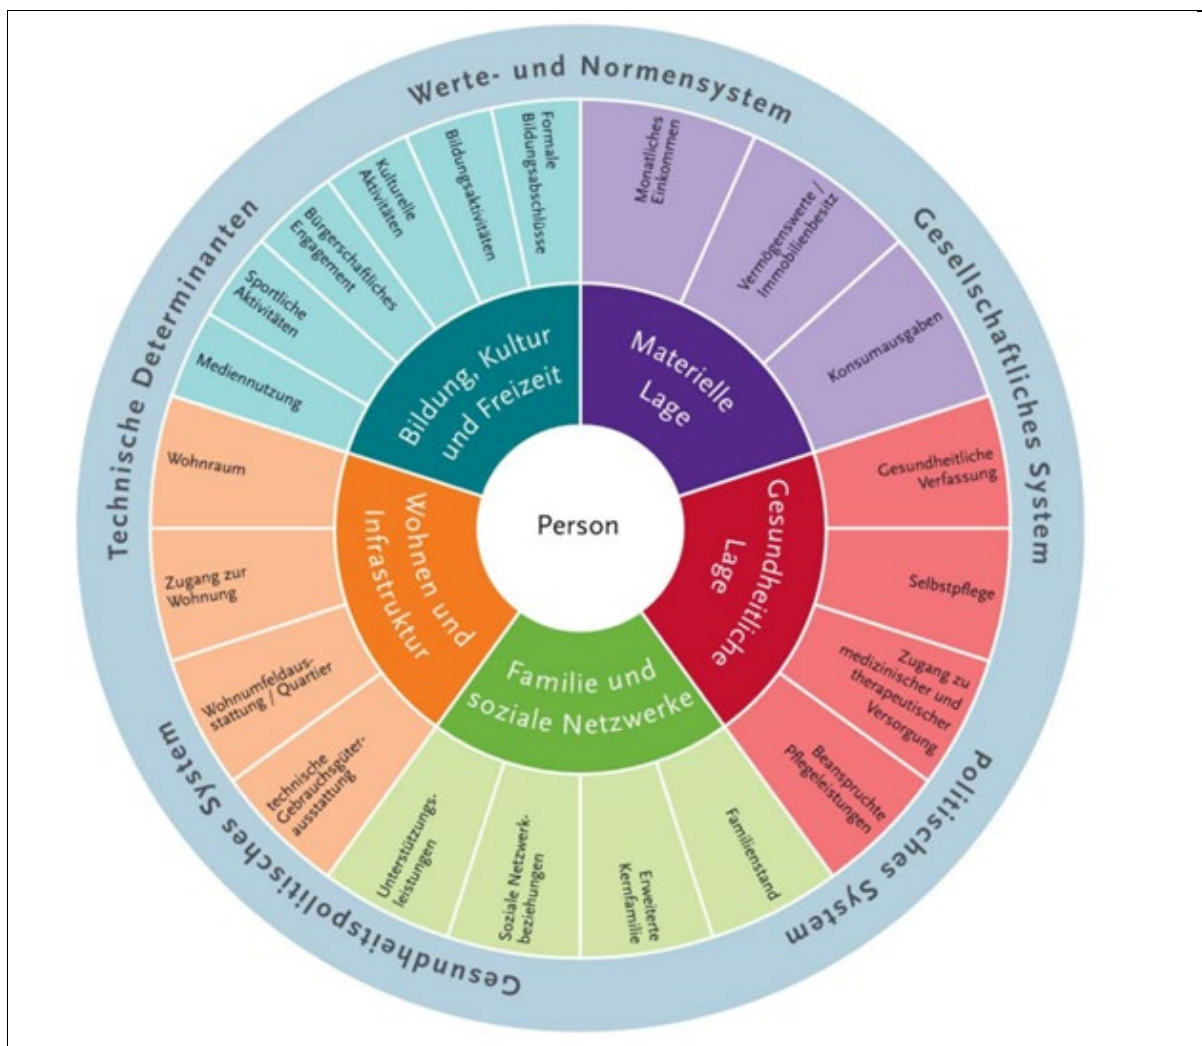 Werte- und Normensystem
Gesellschaftliches System
Politisches System
Gesundheitspolitisches System
Technische Determinanten
Formale
Bildungsabschlüsse
Bildungsaktivitäten
Kulturelle
Aktivitäten
Bürgerschaftliches
Engagement
Sportliche
Aktivitäten
Mediennutzung
Monatliches
Einkommen
Vermögenswerte /
Immobilienbesitz
Konsumausgaben
Gesundheitliche
Verfassung
Selbstpflege
Zugang zu
medizinischer und
therapeutischer
Versorgung
Beanspruchte
pflegeleistungen
Familienstand
Erweiterte
Kernfamilie
Soziale Netzwerk-
beziehungen
Unterstützungs-
leistungen
technische
Gebrauchsgüter-
ausstattung
Wohnumfeldaus-
stattung / Quartier
Zugang zur
Wohnung
Wohnraum
Bildung, Kultur
und Freizeit
Materielle
Lage
Gesundheitliche
Lage
Familie und
soziale Netzwerke
Wohnen und
Infrastruktur
Person